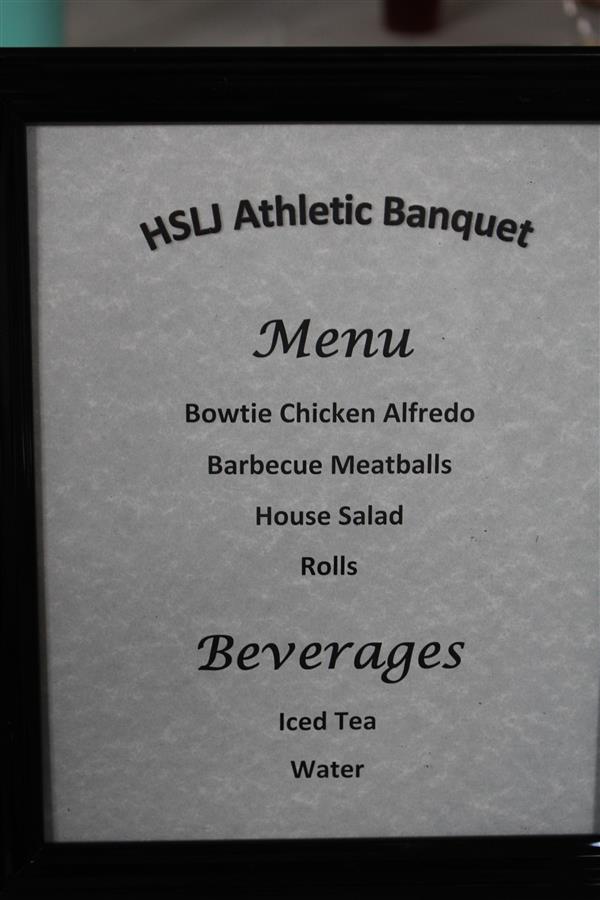 HSLJ Athletic Banquet
Menu
Bowtie Chicken Alfredo
Barbecue Meatballs
House Salad
Rolls
Beverages
Iced Tea
Water